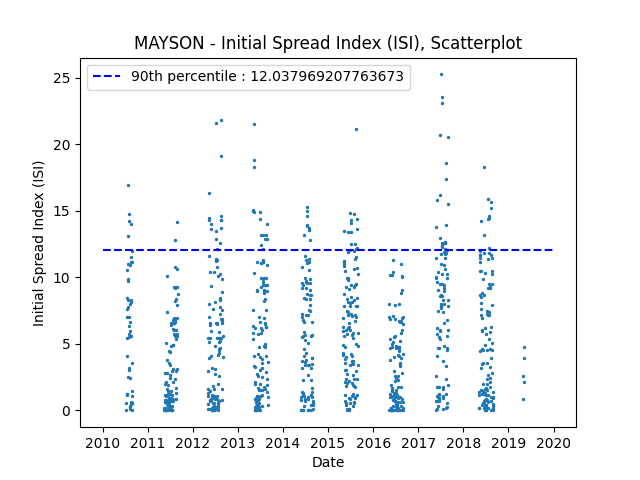 MAYSON - Initial Spread Index (ISI), Scatterplot
90th percentile : 12.037969207763673
Initial Spread Index (ISI)
25
20
15
10
5
0
2010 2011 2012 2013 2014 2015 2016 2017 2018 2019 2020
Date